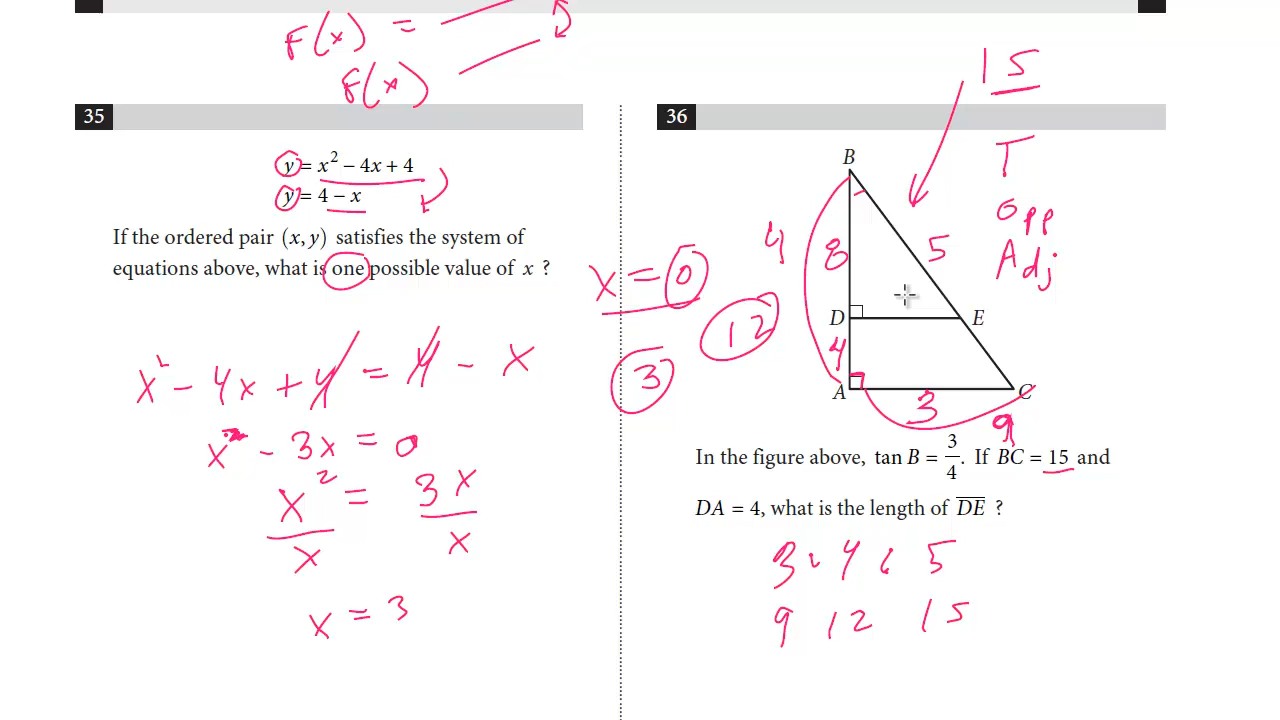 F(x) =
f(x)
35
y = x² − 4x + 4
y = 4 − x
If the ordered pair (x, y) satisfies the system of
equations above, what is one possible value of x ?
x = 0
3
x² − 4x + 4 = 4 − x
x² − 3x = 0
x² = 3x
x x
x = 3
15
36
T
opp
Adj
B
4
8
5
12
D
E
4
A
3
C
9
In the figure above, tan B = 3/4. If BC = 15 and
DA = 4, what is the length of DE ?
3 : 4 : 5
9 12 15